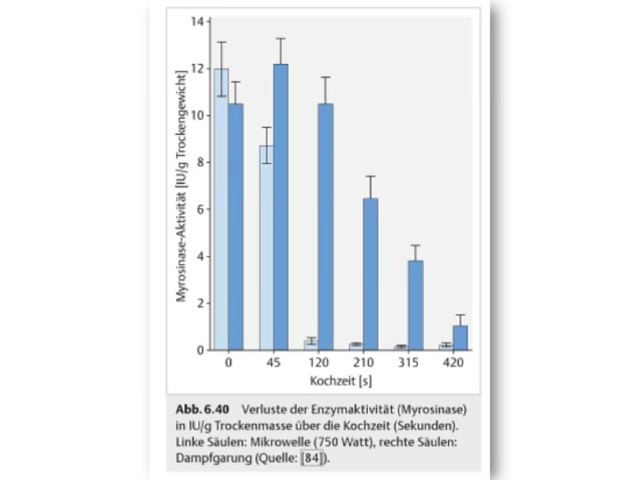 14
12
10
8
6
4
2
0
Myrosinase-Aktivität [IU/g Trockengewicht]
0 45 120 210 315 420
Kochzeit [s]
Abb. 6.40 Verluste der Enzymaktivität (Myrosinase)
in IU/g Trockenmasse über die Kochzeit (Sekunden).
Linke Säulen: Mikrowelle (750 Watt), rechte Säulen:
Dampfgarung (Quelle: [84]).